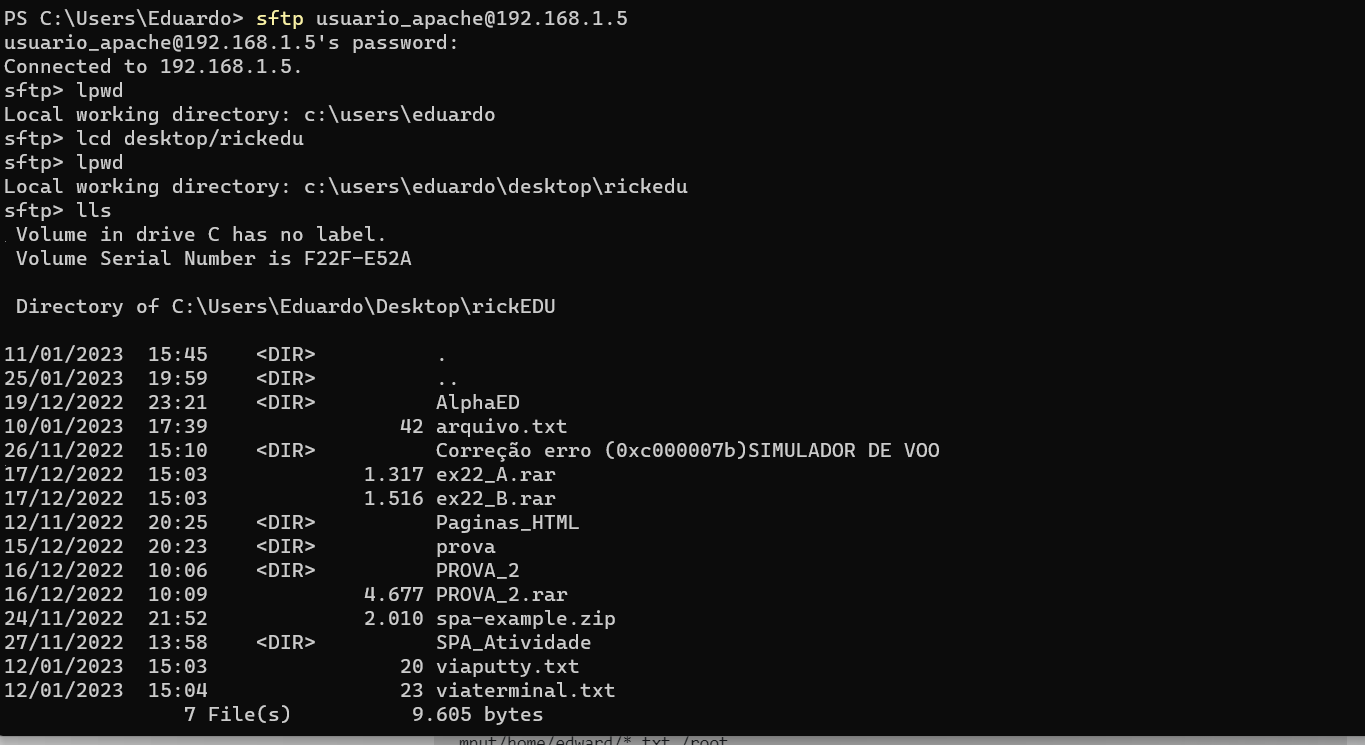 PS C:\Users\Eduardo> sftp usuario_apache@192.168.1.5
usuario_apache@192.168.1.5's password:
Connected to 192.168.1.5.
sftp> lpwd
Local working directory: c:\users\eduardo
sftp> lcd desktop/rickedu
sftp> lpwd
Local working directory: c:\users\eduardo\desktop\rickedu
sftp> lls
 Volume in drive C has no label.
 Volume Serial Number is F22F-E52A

 Directory of C:\Users\Eduardo\Desktop\rickEDU

11/01/2023  15:45    <DIR>          .
25/01/2023  19:59    <DIR>          ..
19/12/2022  23:21    <DIR>          AlphaED
10/01/2023  17:39                42 arquivo.txt
26/11/2022  15:10    <DIR>          Correção erro (0xc000007b)SIMULADOR DE VOO
17/12/2022  15:03             1.317 ex22_A.rar
17/12/2022  15:03             1.516 ex22_B.rar
12/11/2022  20:25    <DIR>          Paginas_HTML
15/12/2022  20:23    <DIR>          prova
16/12/2022  10:06    <DIR>          PROVA_2
16/12/2022  10:09             4.677 PROVA_2.rar
24/11/2022  21:52             2.010 spa-example.zip
27/11/2022  13:58    <DIR>          SPA_Atividade
12/01/2023  15:03                20 viaputty.txt
12/01/2023  15:04                23 viaterminal.txt
               7 File(s)          9.605 bytes
mput/home/edward/*.txt /root